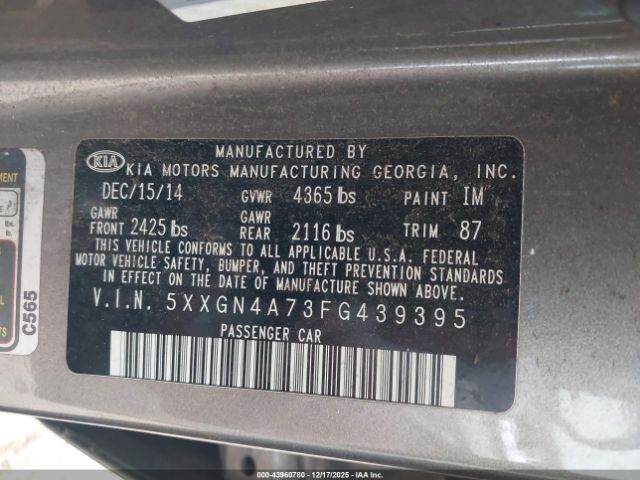 MANUFACTURED BY
KIA KIA MOTORS MANUFACTURING GEORGIA, INC.
DEC/15/14 GVWR 4365 lbs PAINT IM
GAWR FRONT 2425 lbs GAWR REAR 2116 lbs TRIM 87
THIS VEHICLE CONFORMS TO ALL APPLICABLE U.S.A. FEDERAL
MOTOR VEHICLE SAFETY, BUMPER, AND THEFT PREVENTION STANDARDS
IN EFFECT ON THE DATE OF MANUFACTURE SHOWN ABOVE.
V.I.N. 5XXGN4A73FG439395
PASSENGER CAR
C565
000-43960780 - 12/17/2025 - IAAI.COM